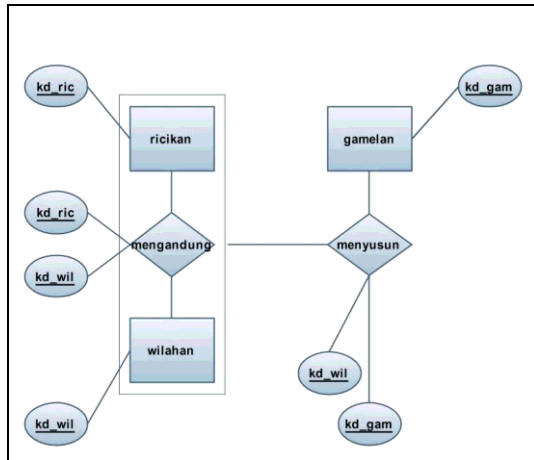 kd_ric
kd_gam
ricikan
gamelan
kd_ric
mengandung
menyusun
kd_wil
wilahan
kd_wil
kd_wil
kd_gam